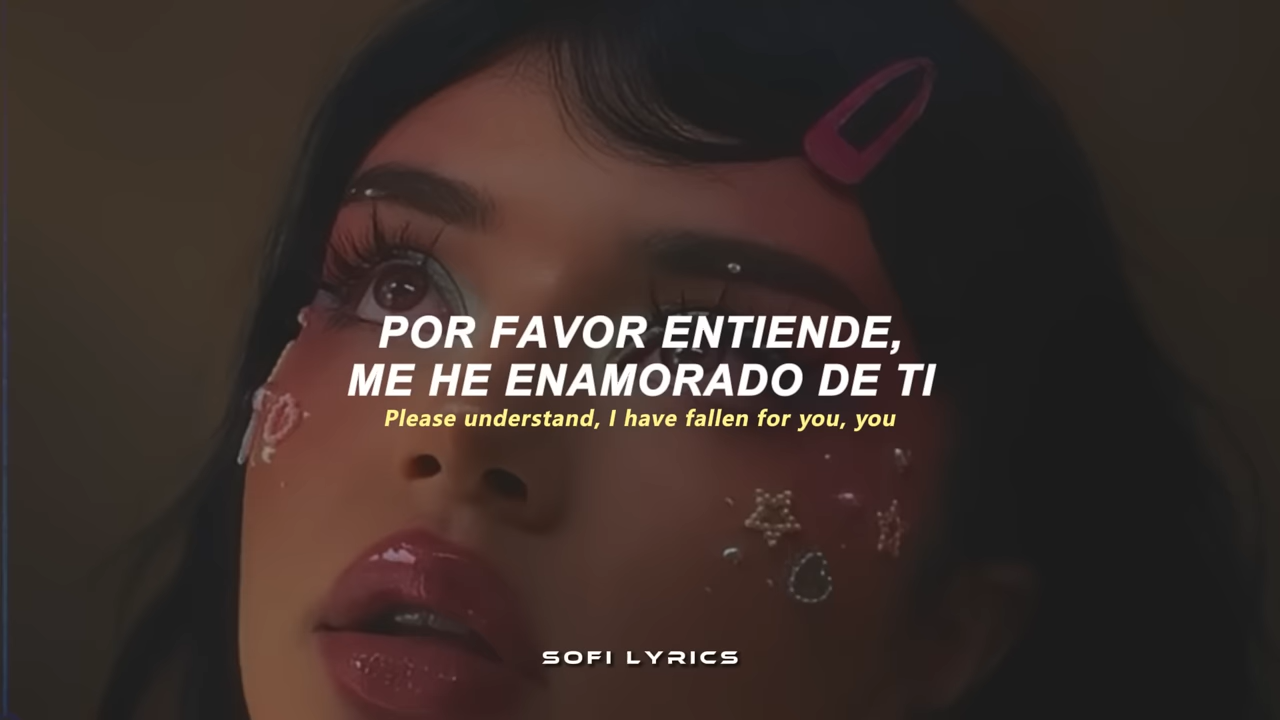 POR FAVOR ENTIENDE,
ME HE ENAMORADO DE TI
Please understand, I have fallen for you, you
SOFI LYRICS